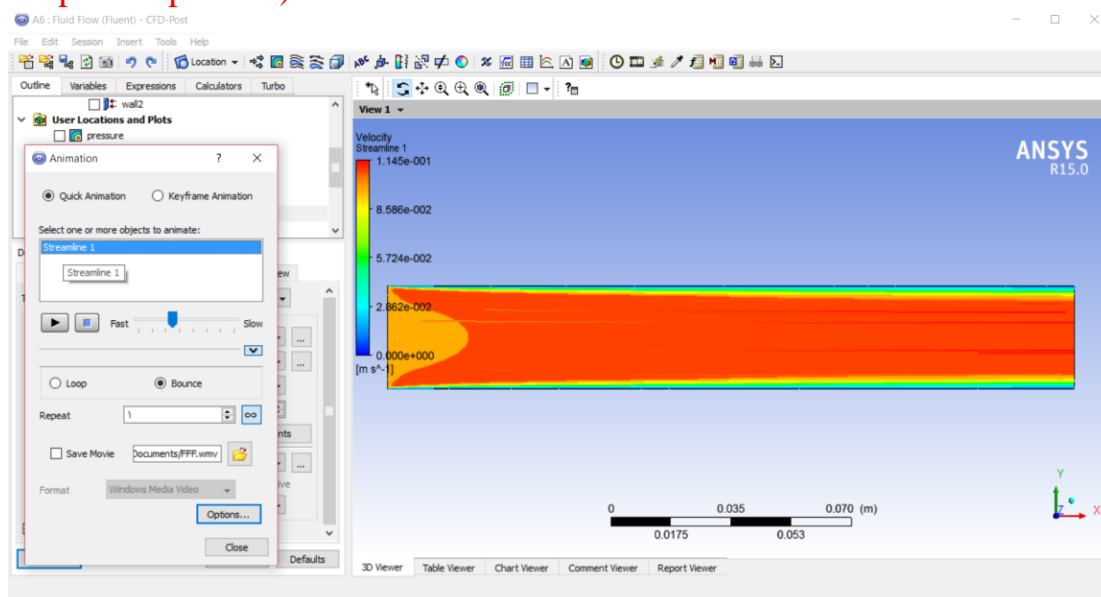 A6 : Fluid Flow (Fluent) - CFD-Post
File Edit Session Insert Tools Help
Location
Outline Variables Expressions Calculators Turbo
wall2
User Locations and Plots
pressure
Animation
Quick Animation Keyframe Animation
Select one or more objects to animate:
Streamline 1
Streamline 1
Fast Slow
Loop Bounce
Repeat 1
Save Movie Documents/FFF.wmv
Format Windows Media Video
Options...
Close
Defaults
View 1
Velocity
Streamline 1
1.145e-001
8.586e-002
5.724e-002
2.862e-002
0.000e+000
[m s^-1]
ANSYS
R15.0
0 0.035 0.070 (m)
0.0175 0.053
Y
Z X
3D Viewer Table Viewer Chart Viewer Comment Viewer Report Viewer